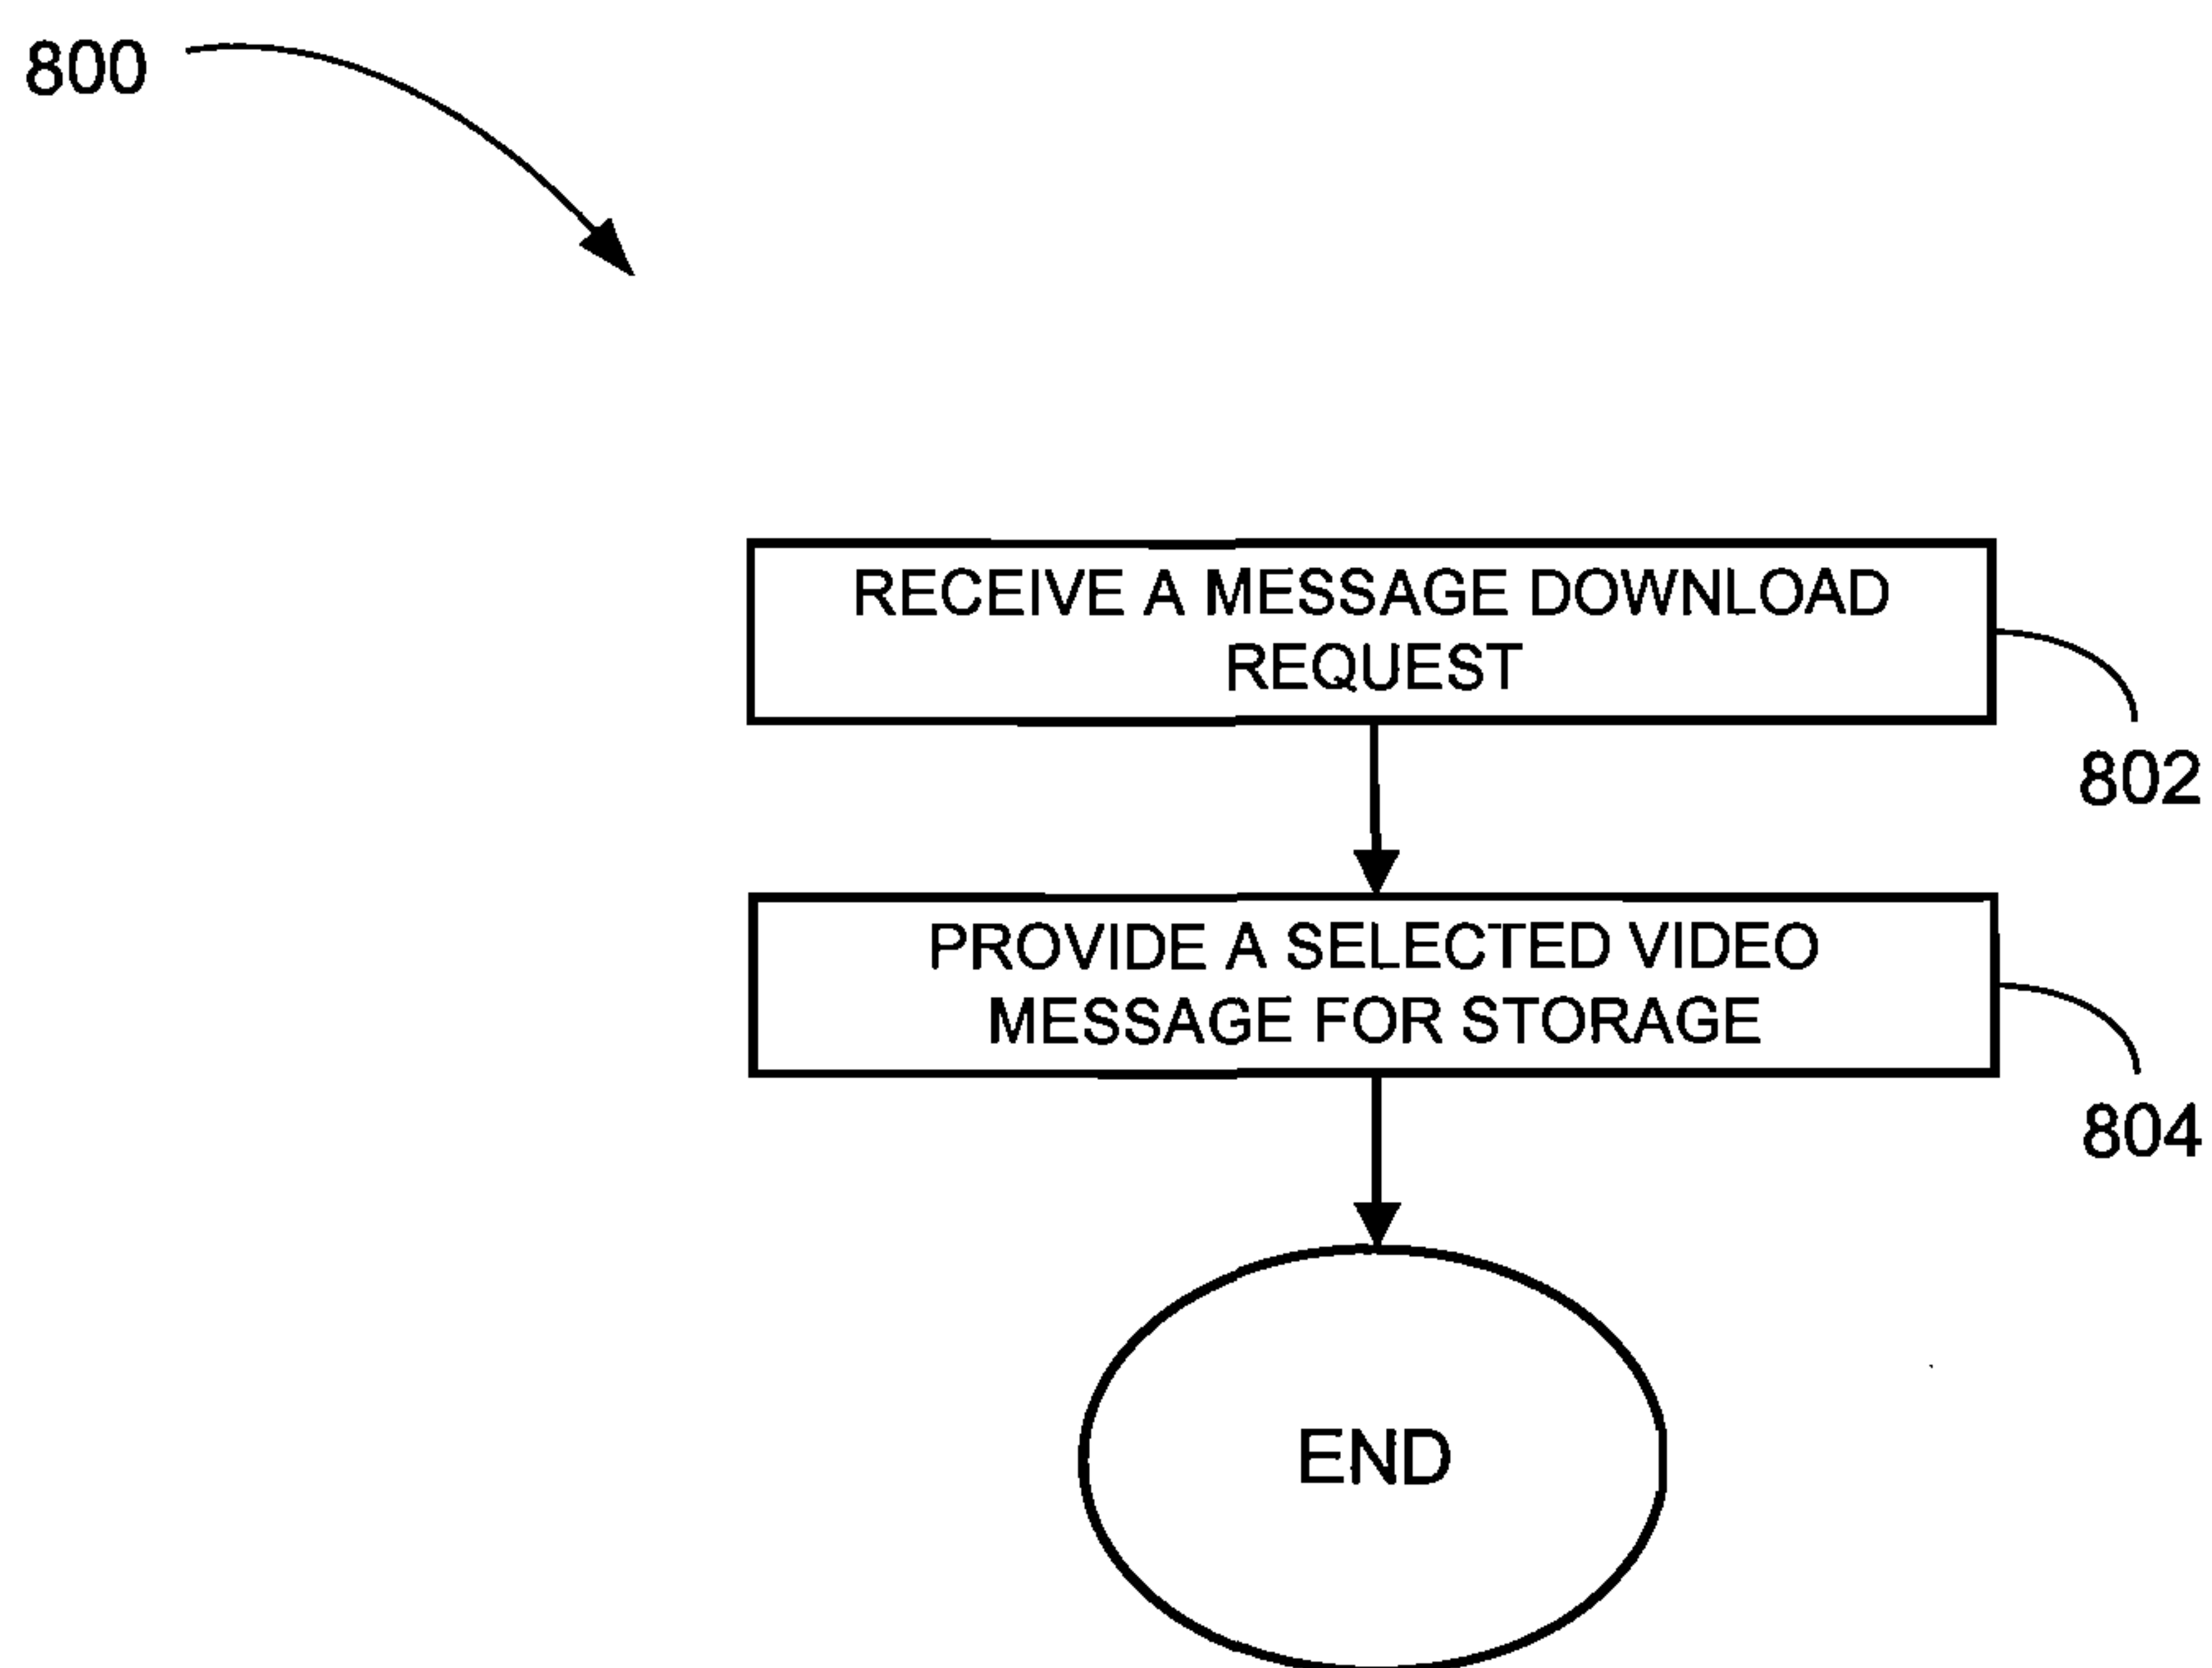 800
RECEIVE A MESSAGE DOWNLOAD
REQUEST
802
PROVIDE A SELECTED VIDEO
MESSAGE FOR STORAGE
804
END